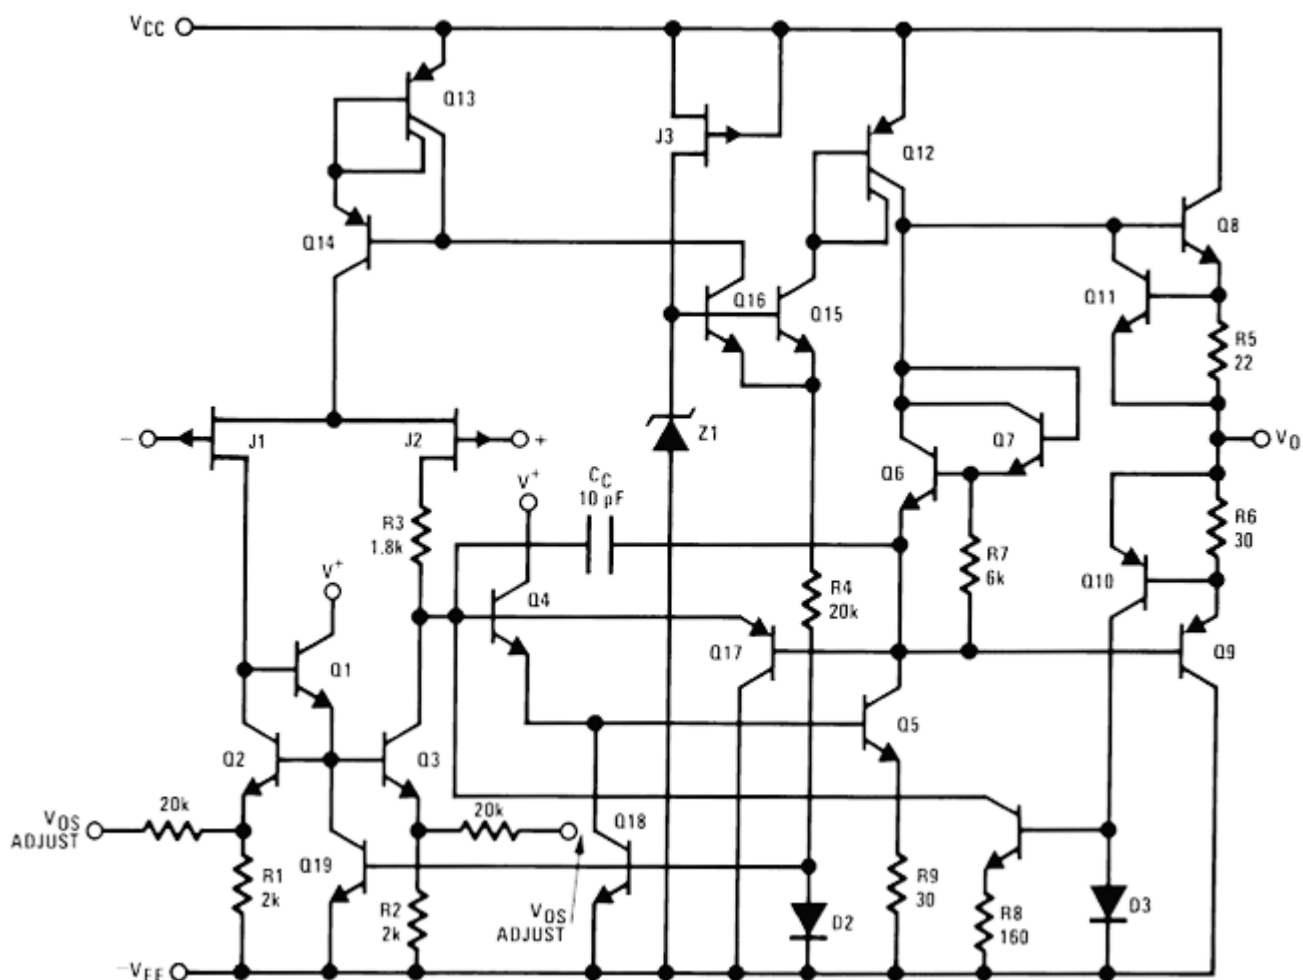 VCC
Q13
J3
Q12
Q14
Q8
Q16
Q15
Q11
R5
22
J1
J2
Z1
Q7
VO
V+
CC
10 pF
Q6
R3
1.8k
R6
30
V+
Q4
R4
20k
R7
6k
Q10
Q1
Q17
Q9
Q2
Q3
Q5
20k
20k
Q18
VOS
ADJUST
Q19
R1
2k
R2
2k
VOS
ADJUST
D2
R9
30
R8
160
D3
-VEE
- +